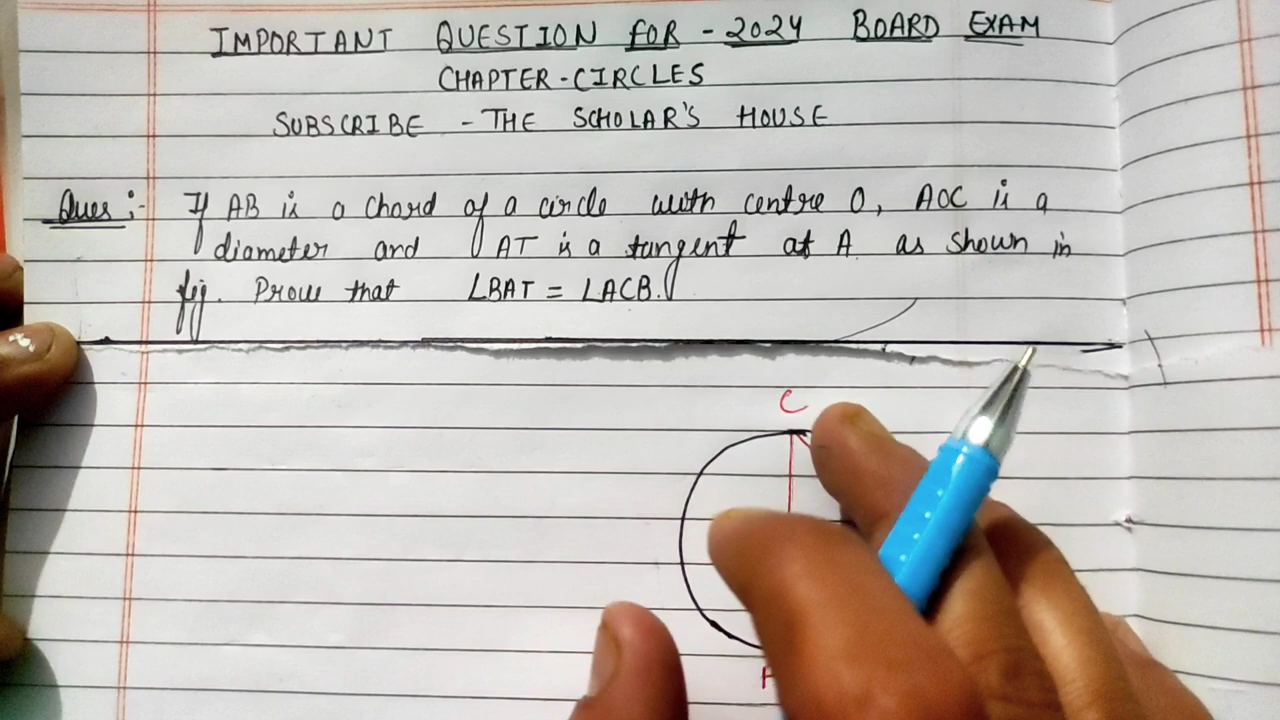 IMPORTANT QUESTION FOR - 2024 BOARD EXAM
CHAPTER - CIRCLES
SUBSCRIBE - THE SCHOLAR'S HOUSE
Ques :- If AB is a chord of a circle with centre O, AOC is a
diameter and AT is a tangent at A as shown in
fig. Prove that ∠BAT = ∠ACB.
C